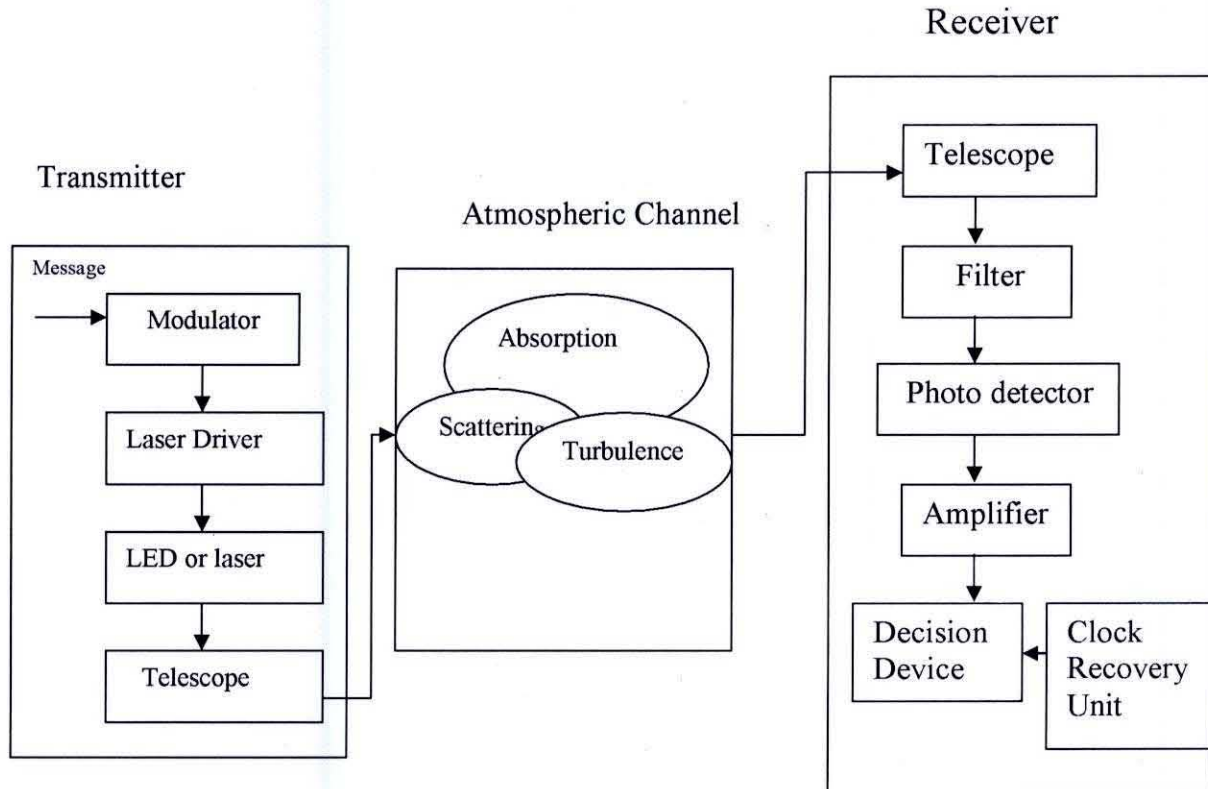 Transmitter
Message
Modulator
Laser Driver
LED or laser
Telescope
Atmospheric Channel
Absorption
Scattering
Turbulence
Receiver
Telescope
Filter
Photo detector
Amplifier
Decision
Device
Clock
Recovery
Unit